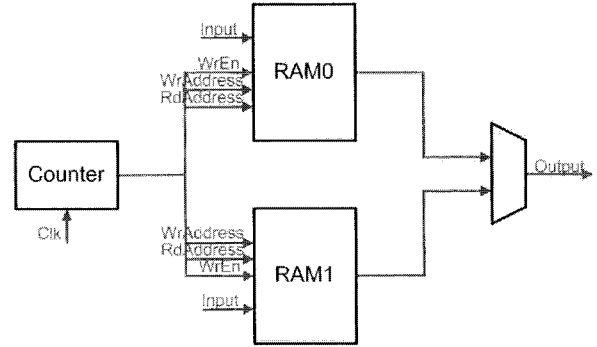 Input
WrEn
WrAddress
RdAddress
RAM0
Counter
Clk
Output
WrAddress
RdAddress
WrEn
RAM1
Input